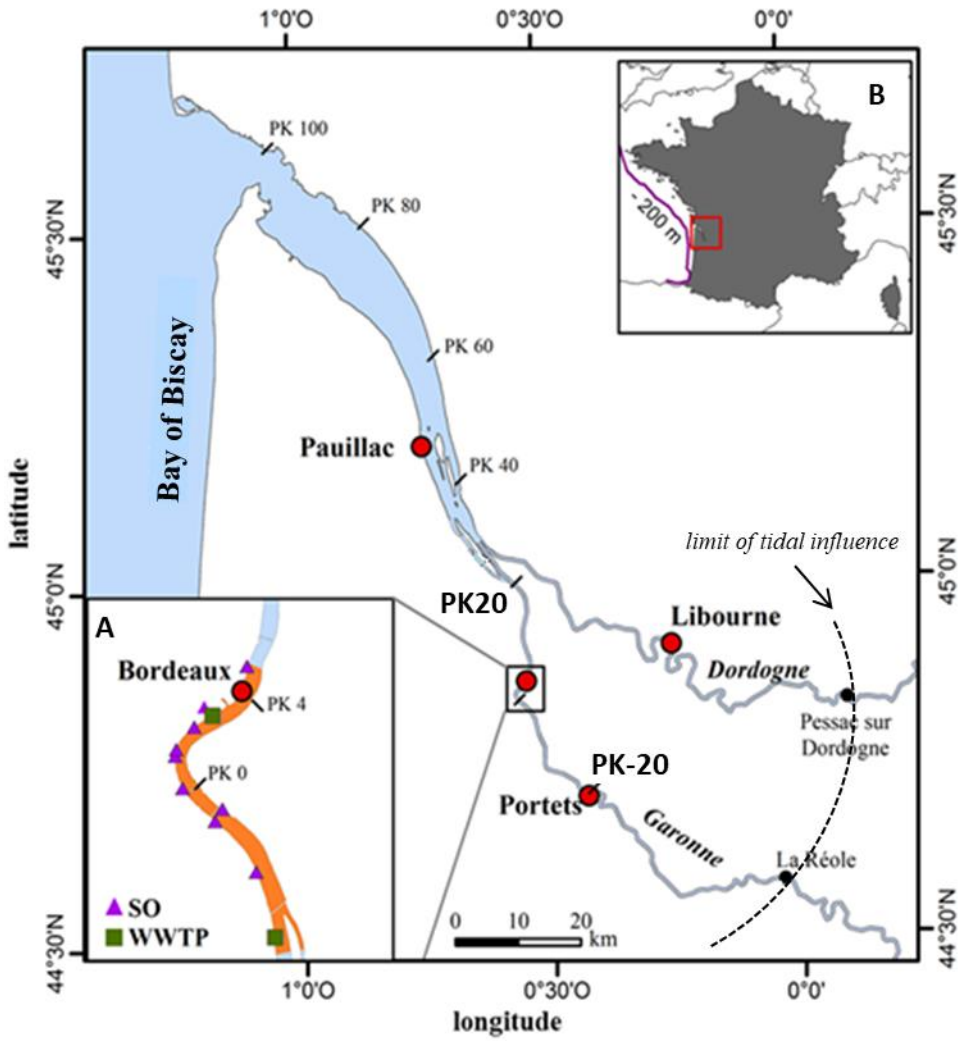 1°0'O 0°30'O 0°0'
B
PK 100
- 200 m
PK 80
45°30'N
45°30'N
Bay of Biscay
PK 60
Pauillac
PK 40
latitude
limit of tidal influence
45°0'N
45°0'N
PK20
Libourne
A
Dordogne
Bordeaux
PK 4
Pessac sur
Dordogne
PK 0
PK-20
Portets
Garonne
La Réole
SO
WWTP
0 10 20
km
44°30'N
44°30'N
1°0'O 0°30'O 0°0'
longitude